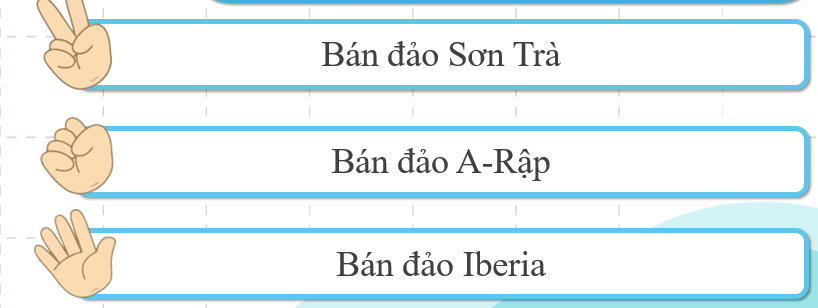 Bán đảo Sơn Trà
Bán đảo A-Rập
Bán đảo Iberia